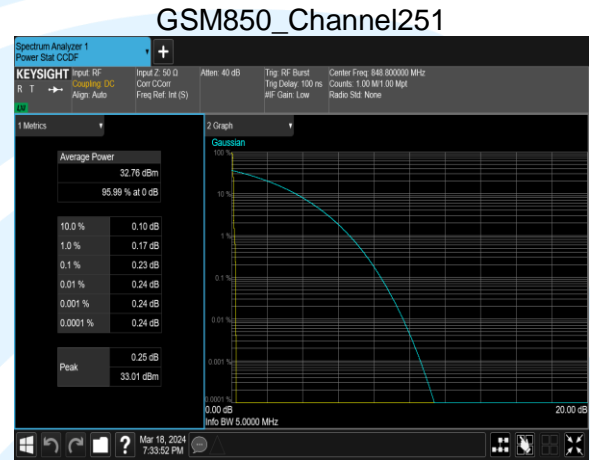 GSM850_Channel251
Spectrum Analyzer 1
Power Stat CCDF
+
KEYSIGHT
R T
LXI
Input: RF
Coupling: DC
Align: Auto
Input Z: 50 Ω
Corr CCorr
Freq Ref: Int (S)
Atten: 40 dB
Trig: RF Burst
Trig Delay: 100 ns
#IF Gain: Low
Center Freq: 848.800000 MHz
Counts: 1.00 M/1.00 Mpt
Radio Std: None
1 Metrics
Average Power
32.76 dBm
95.99 % at 0 dB
10.0 % 0.10 dB
1.0 % 0.17 dB
0.1 % 0.23 dB
0.01 % 0.24 dB
0.001 % 0.24 dB
0.0001 % 0.24 dB
Peak
0.25 dB
33.01 dBm
2 Graph
Gaussian
100 %
10 %
1 %
0.1 %
0.01 %
0.001 %
0.0001 %
0.00 dB 20.00 dB
Info BW 5.0000 MHz
?
Mar 18, 2024
7:33:52 PM